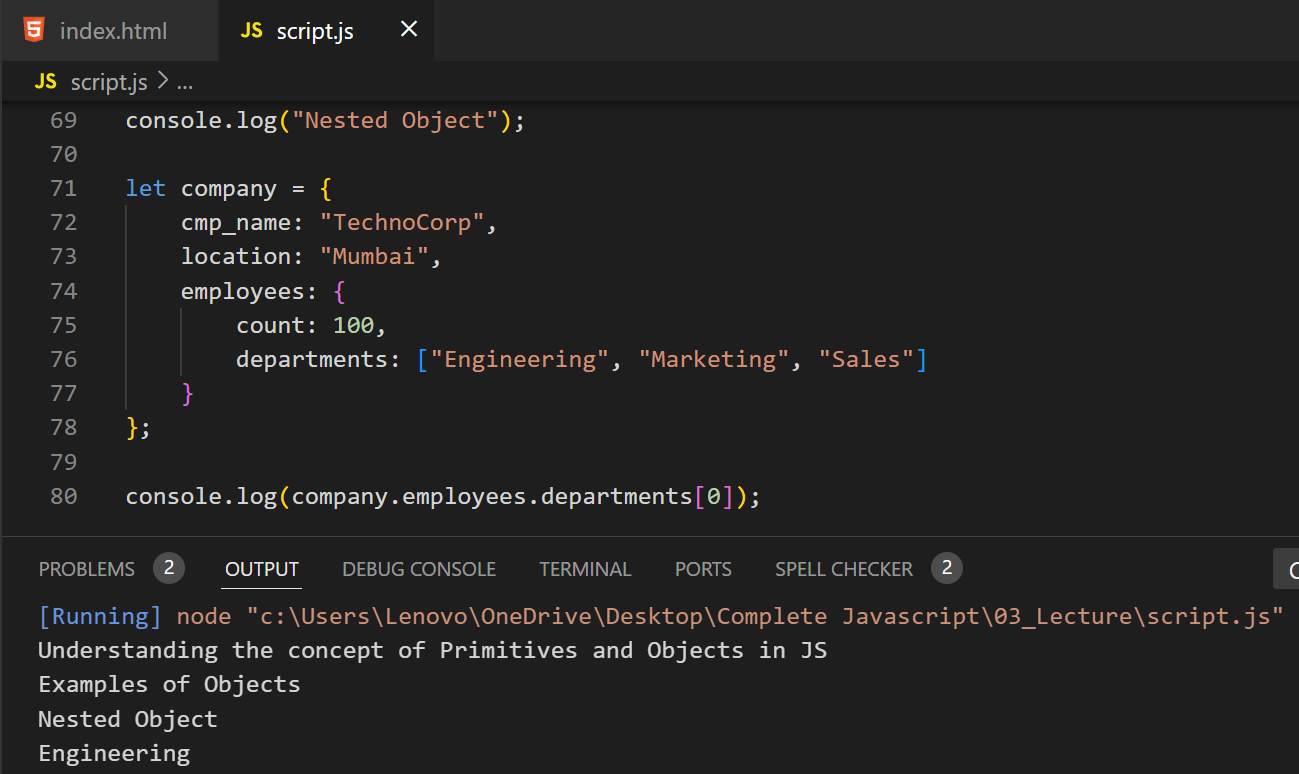 index.html JS script.js ×
JS script.js > ...
69 console.log("Nested Object");
70
71 let company = {
72     cmp_name: "TechnoCorp",
73     location: "Mumbai",
74     employees: {
75         count: 100,
76         departments: ["Engineering", "Marketing", "Sales"]
77     }
78 };
79
80 console.log(company.employees.departments[0]);
PROBLEMS 2 OUTPUT DEBUG CONSOLE TERMINAL PORTS SPELL CHECKER 2
[Running] node "c:\Users\Lenovo\OneDrive\Desktop\Complete Javascript\03_Lecture\script.js"
Understanding the concept of Primitives and Objects in JS
Examples of Objects
Nested Object
Engineering